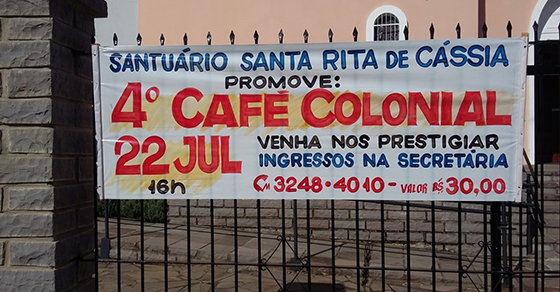 SANTUÁRIO SANTA RITA DE CÁSSIA
PROMOVE:
4º CAFÉ COLONIAL
22 JUL
16h
VENHA NOS PRESTIGIAR
INGRESSOS NA SECRETÁRIA
3248-4010 - VALOR R$ 30,00